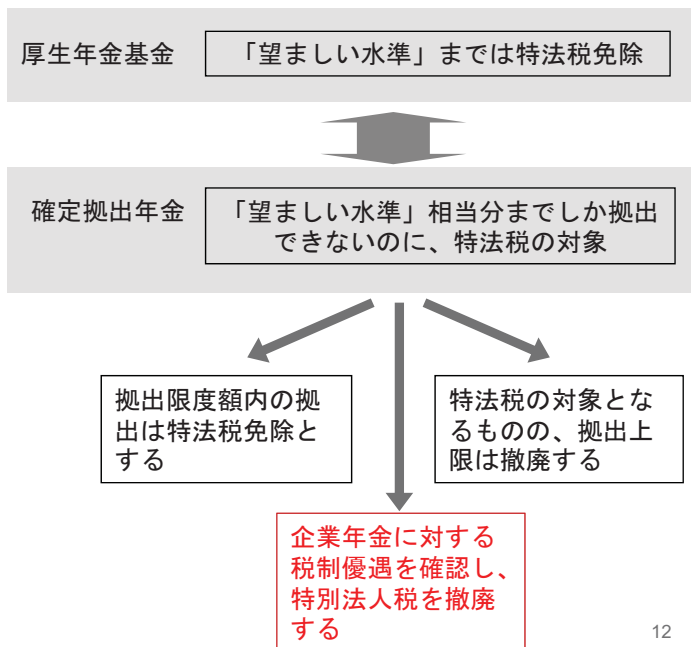 厚生年金基金
「望ましい水準」までは特法税免除
確定拠出年金
「望ましい水準」相当分までしか拠出
できないのに、特法税の対象
拠出限度額内の拠
出は特法税免除と
する
特法税の対象とな
るものの、拠出上
限は撤廃する
企業年金に対する
税制優遇を確認し、
特別法人税を撤廃
する
12